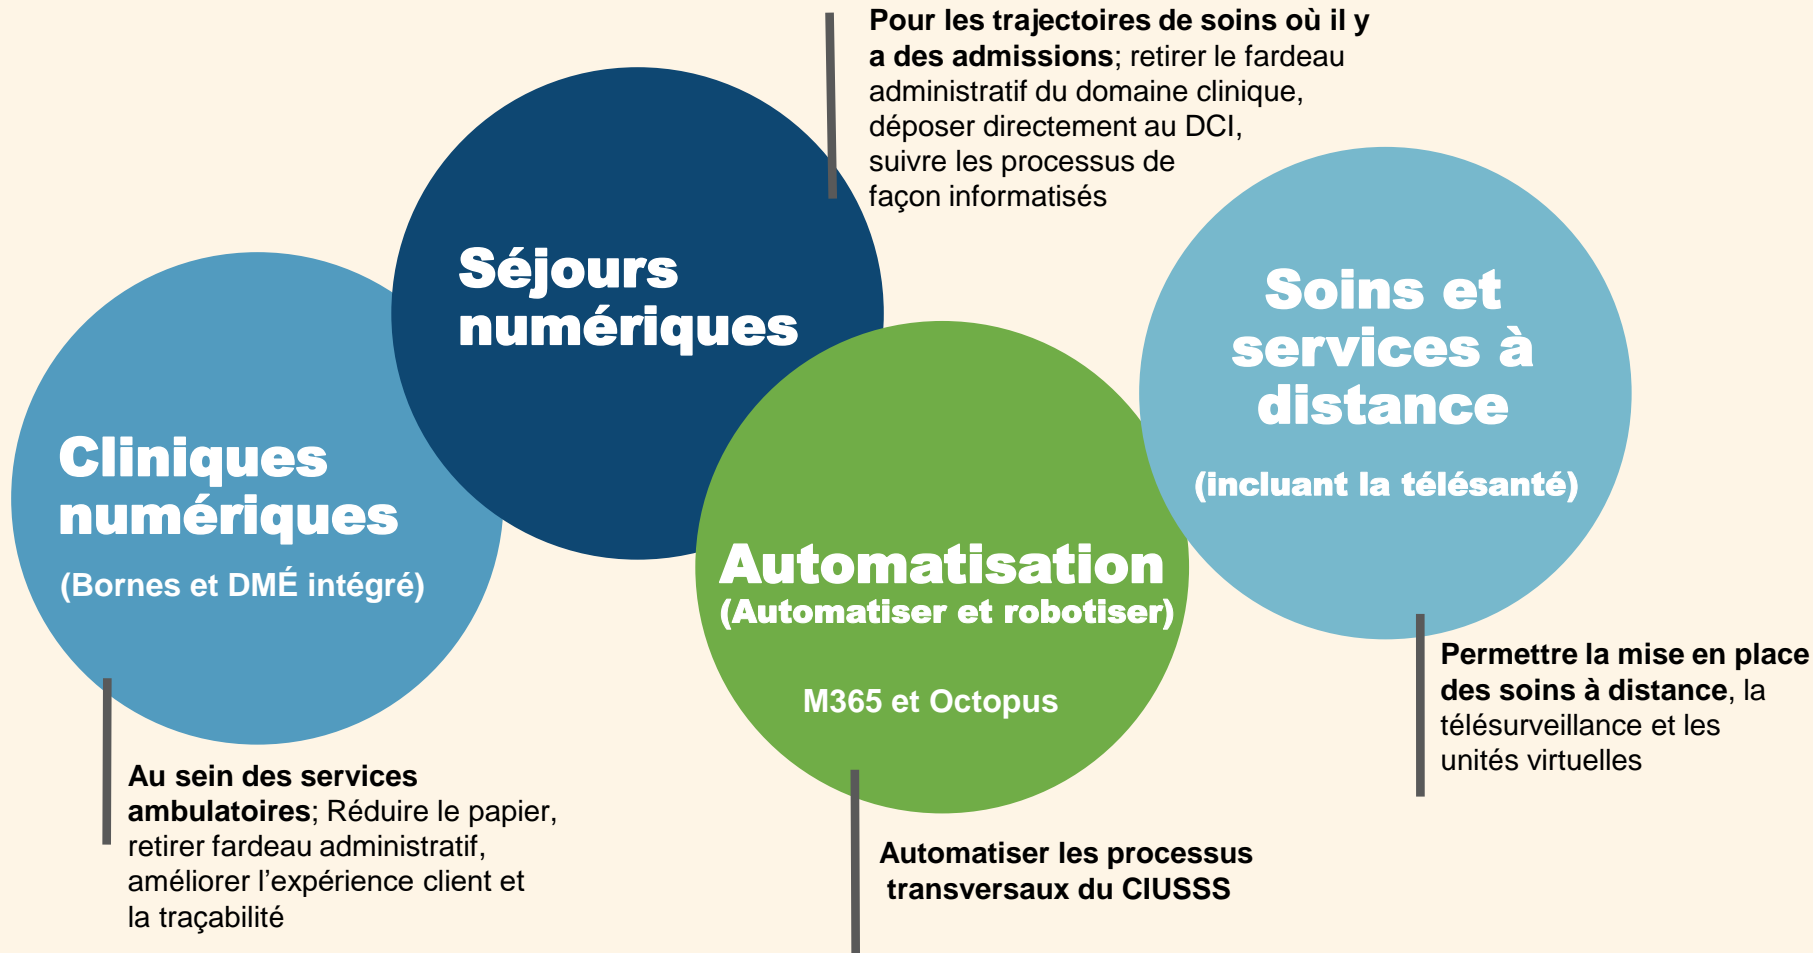 Pour les trajectoires de soins où il y
a des admissions; retirer le fardeau
administratif du domaine clinique,
déposer directement au DCI,
suivre les processus de
façon informatisés
Séjours
numériques
Soins et
services à
distance
(incluant la télésanté)
Cliniques
numériques
(Bornes et DMÉ intégré)
Automatisation
(Automatiser et robotiser)
M365 et Octopus
Permettre la mise en place
des soins à distance, la
télésurveillance et les
unités virtuelles
Au sein des services
ambulatoires; Réduire le papier,
retirer fardeau administratif,
améliorer l’expérience client et
la traçabilité
Automatiser les processus
transversaux du CIUSSS